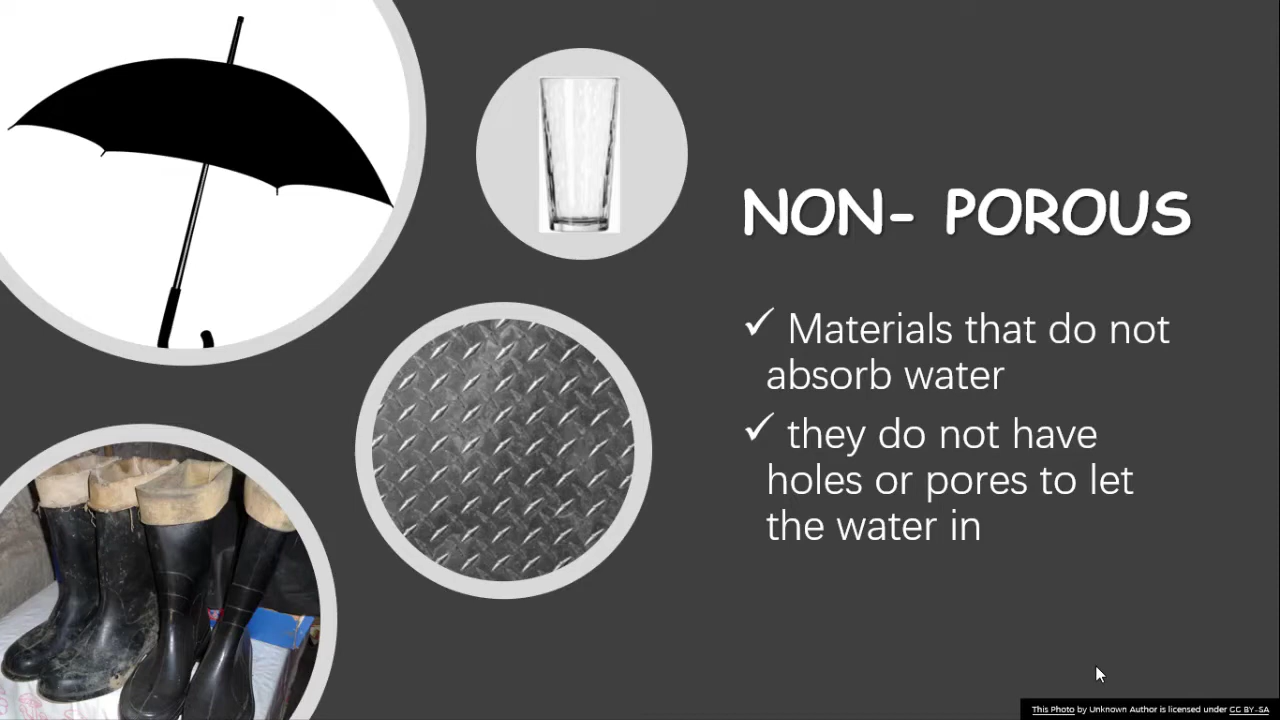 NON- POROUS
✓ Materials that do not
absorb water
✓ they do not have
holes or pores to let
the water in
This Photo by Unknown Author is licensed under CC BY-SA